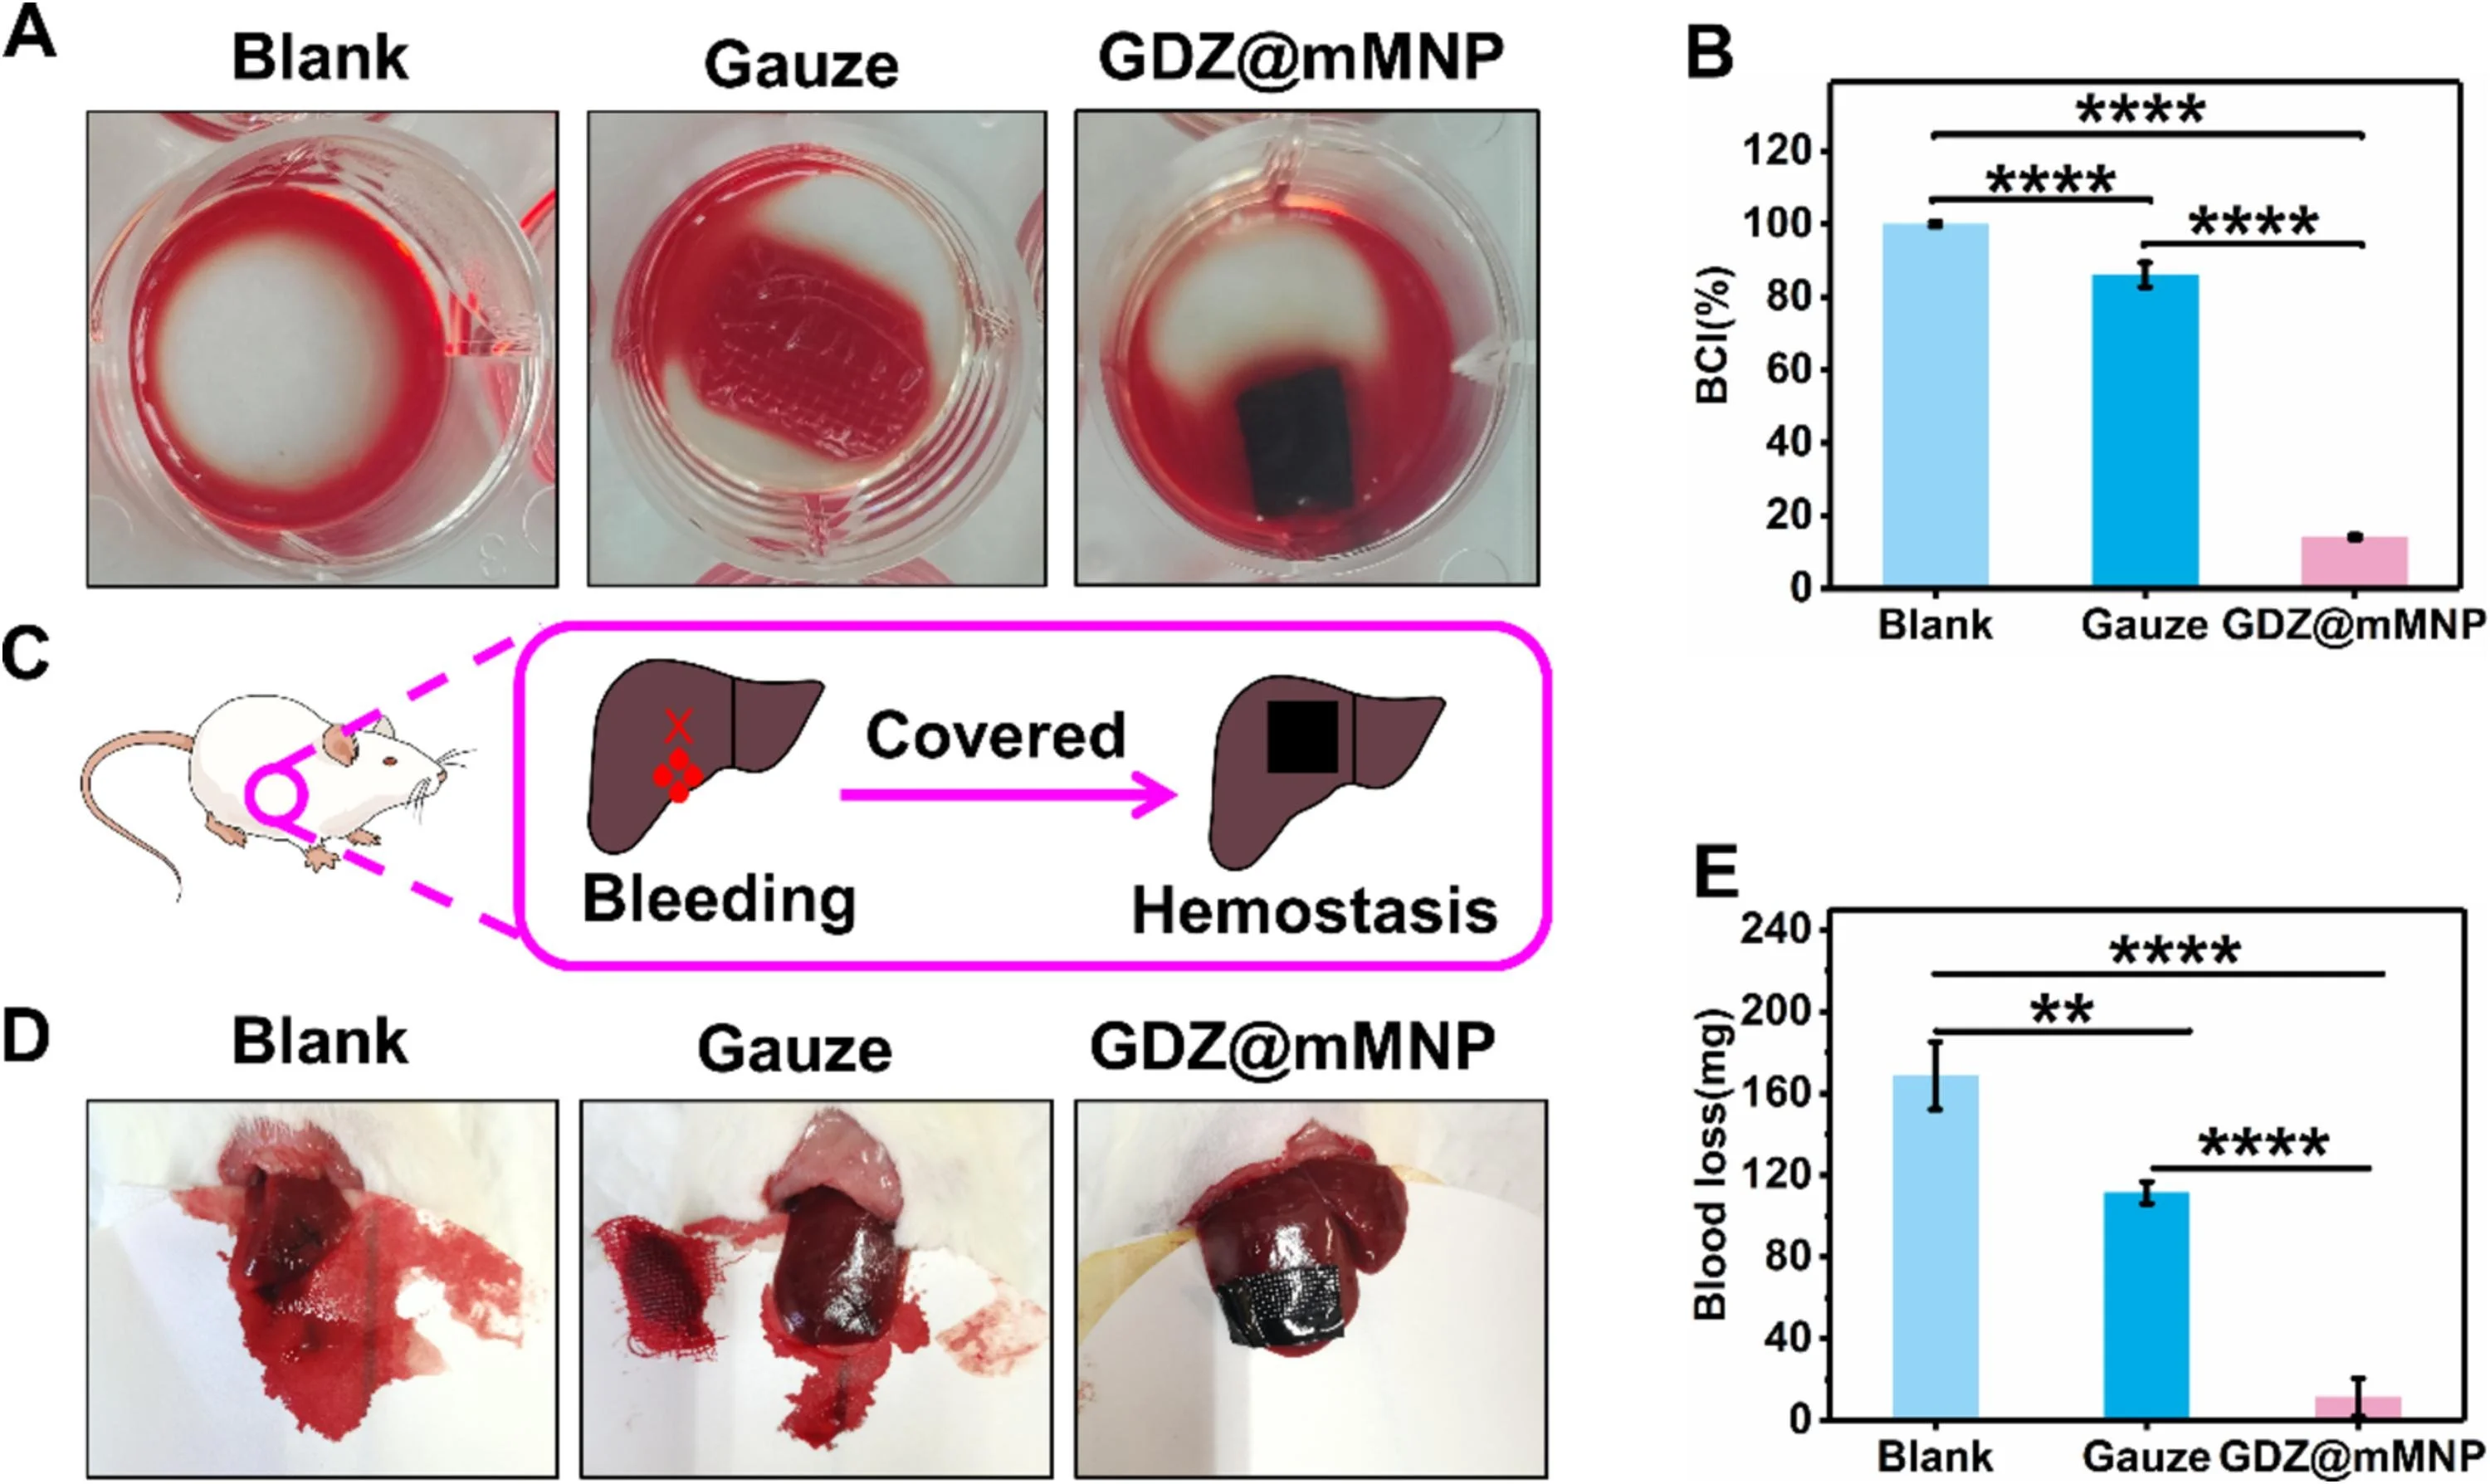 A
Blank
Gauze
GDZ@mMNP
B
****
****
****
120
100
80
60
40
20
0
BCI(%)
Blank
Gauze
GDZ@mMNP
C
X
Covered
Bleeding
Hemostasis
D
Blank
Gauze
GDZ@mMNP
E
****
**
****
240
200
160
120
80
40
0
Blood loss(mg)
Blank
Gauze
GDZ@mMNP